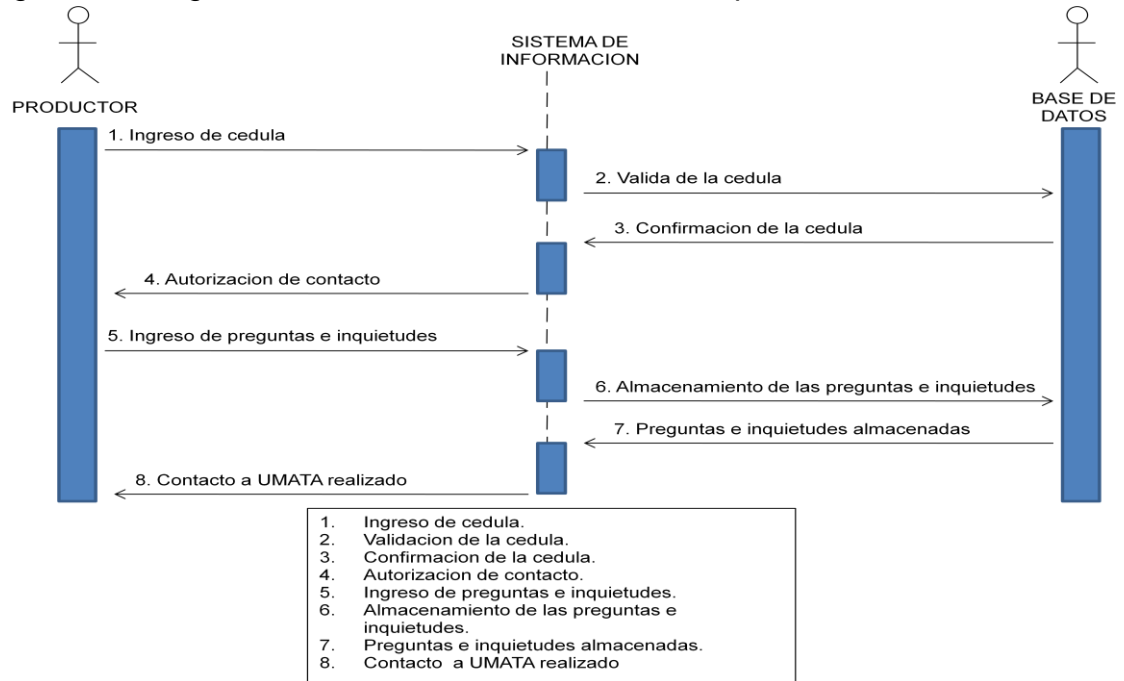 SISTEMA DE
INFORMACION
PRODUCTOR
BASE DE
DATOS
1. Ingreso de cedula
2. Valida de la cedula
3. Confirmacion de la cedula
4. Autorizacion de contacto
5. Ingreso de preguntas e inquietudes
6. Almacenamiento de las preguntas e inquietudes
7. Preguntas e inquietudes almacenadas
8. Contacto a UMATA realizado
1. Ingreso de cedula.
2. Validacion de la cedula.
3. Confirmacion de la cedula.
4. Autorizacion de contacto.
5. Ingreso de preguntas e inquietudes.
6. Almacenamiento de las preguntas e
inquietudes.
7. Preguntas e inquietudes almacenadas.
8. Contacto a UMATA realizado